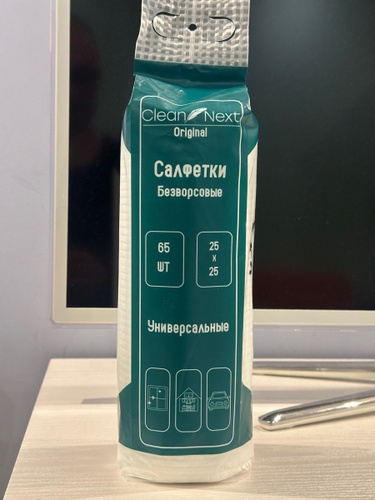 Clean Next
Original
Салфетки
Безворсовые
65
шт
25
x
25
Универсальные